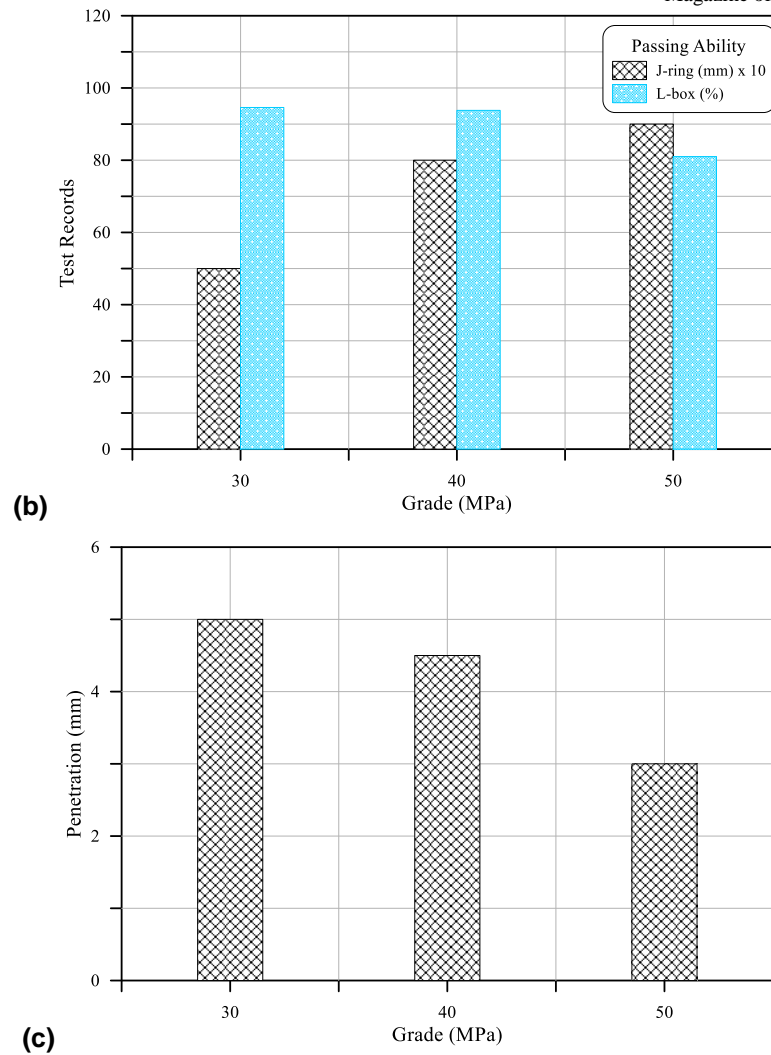 Magazine of
120
100
80
60
40
20
0
Test Records
Passing Ability
J-ring (mm) x 10
L-box (%)
30 40 50
Grade (MPa)
(b)
6
4
2
0
Penetration (mm)
30 40 50
Grade (MPa)
(c)